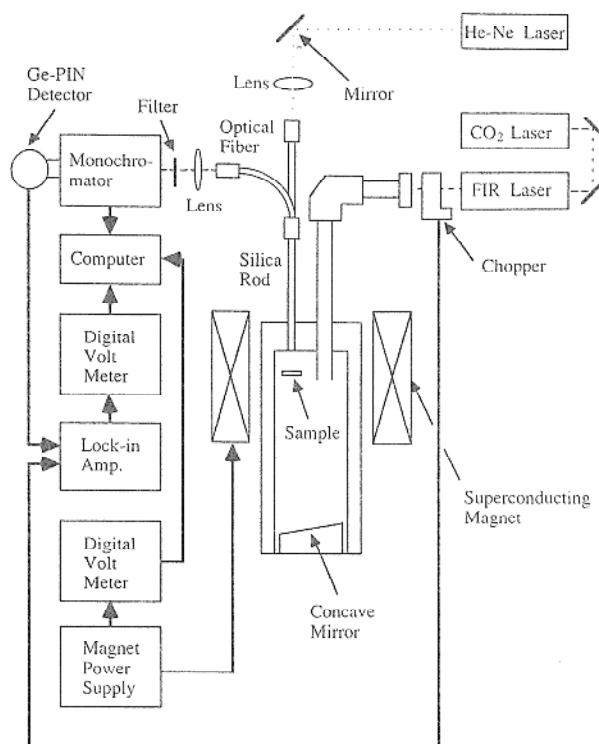 He-Ne Laser
Ge-PIN
Detector
Lens
Mirror
Filter
Optical
Fiber
CO2 Laser
Monochro-
mator
FIR Laser
Lens
Chopper
Computer
Silica
Rod
Digital
Volt
Meter
Sample
Lock-in
Amp.
Superconducting
Magnet
Digital
Volt
Meter
Concave
Mirror
Magnet
Power
Supply